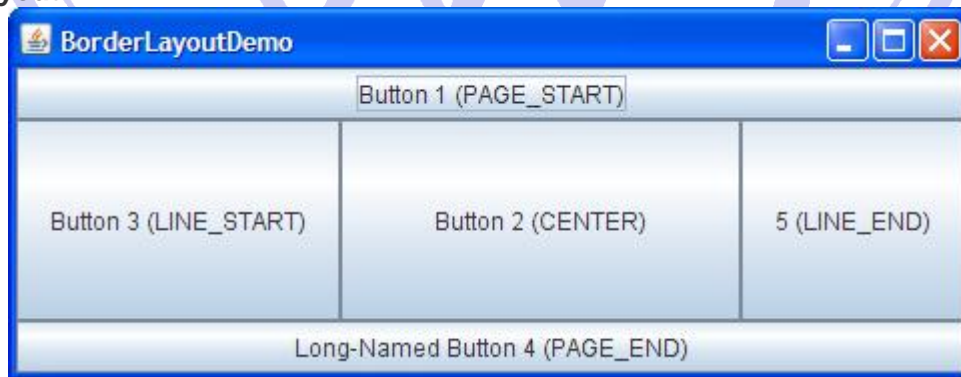 BorderLayoutDemo
Button 1 (PAGE_START)
Button 3 (LINE_START) Button 2 (CENTER) 5 (LINE_END)
Long-Named Button 4 (PAGE_END)